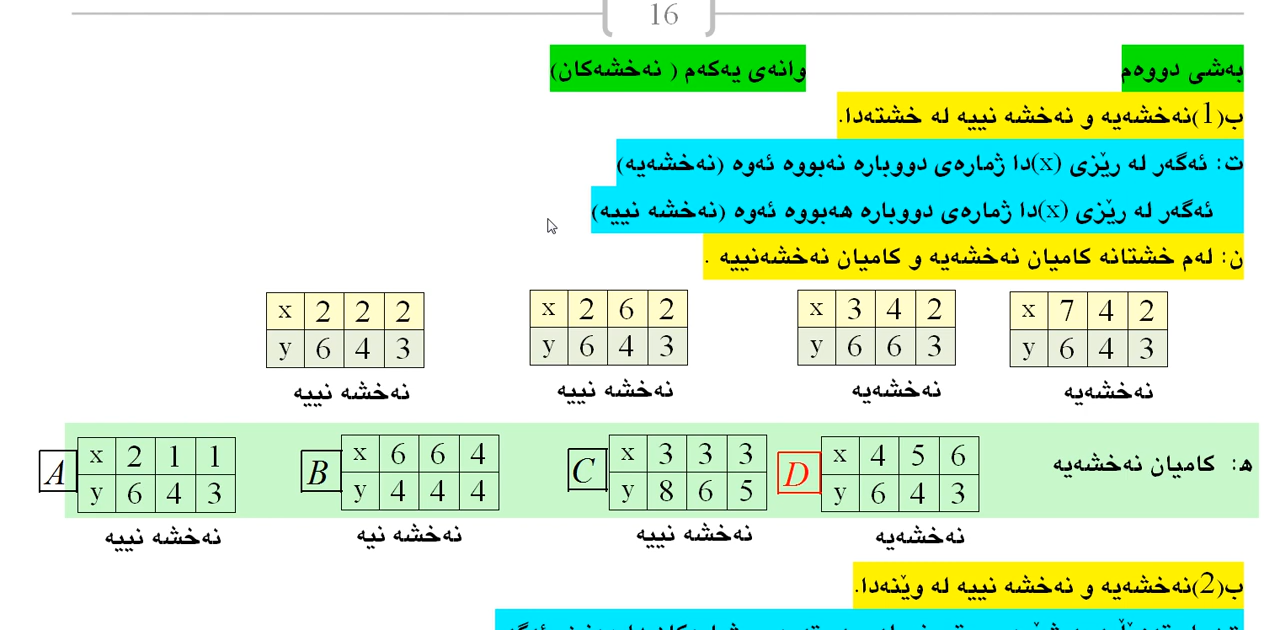 16
بەشی دووەم وانەی یەکەم ( نەخشەکان)
ب(1)نەخشەیە و نەخشە نییە لە خشتەدا.
ت: ئەگەر لە ڕێزی (x)دا ژمارەی دووبارە نەبووە ئەوە (نەخشەیە)
ئەگەر لە ڕێزی (x)دا ژمارەی دووبارە هەبووە ئەوە (نەخشە نییە)
ن: لەم خشتانە کامیان نەخشەیە و کامیان نەخشەنییە .
x 7 4 2
y 6 4 3
نەخشەیە
x 3 4 2
y 6 6 3
نەخشەیە
x 2 6 2
y 6 4 3
نەخشە نییە
x 2 2 2
y 6 4 3
نەخشە نییە
هـ: کامیان نەخشەیە
D
x 4 5 6
y 6 4 3
نەخشەیە
C
x 3 3 3
y 8 6 5
نەخشە نییە
B
x 6 6 4
y 4 4 4
نەخشە نیە
A
x 2 1 1
y 6 4 3
نەخشە نییە
ب(2)نەخشەیە و نەخشە نییە لە وێنەدا.